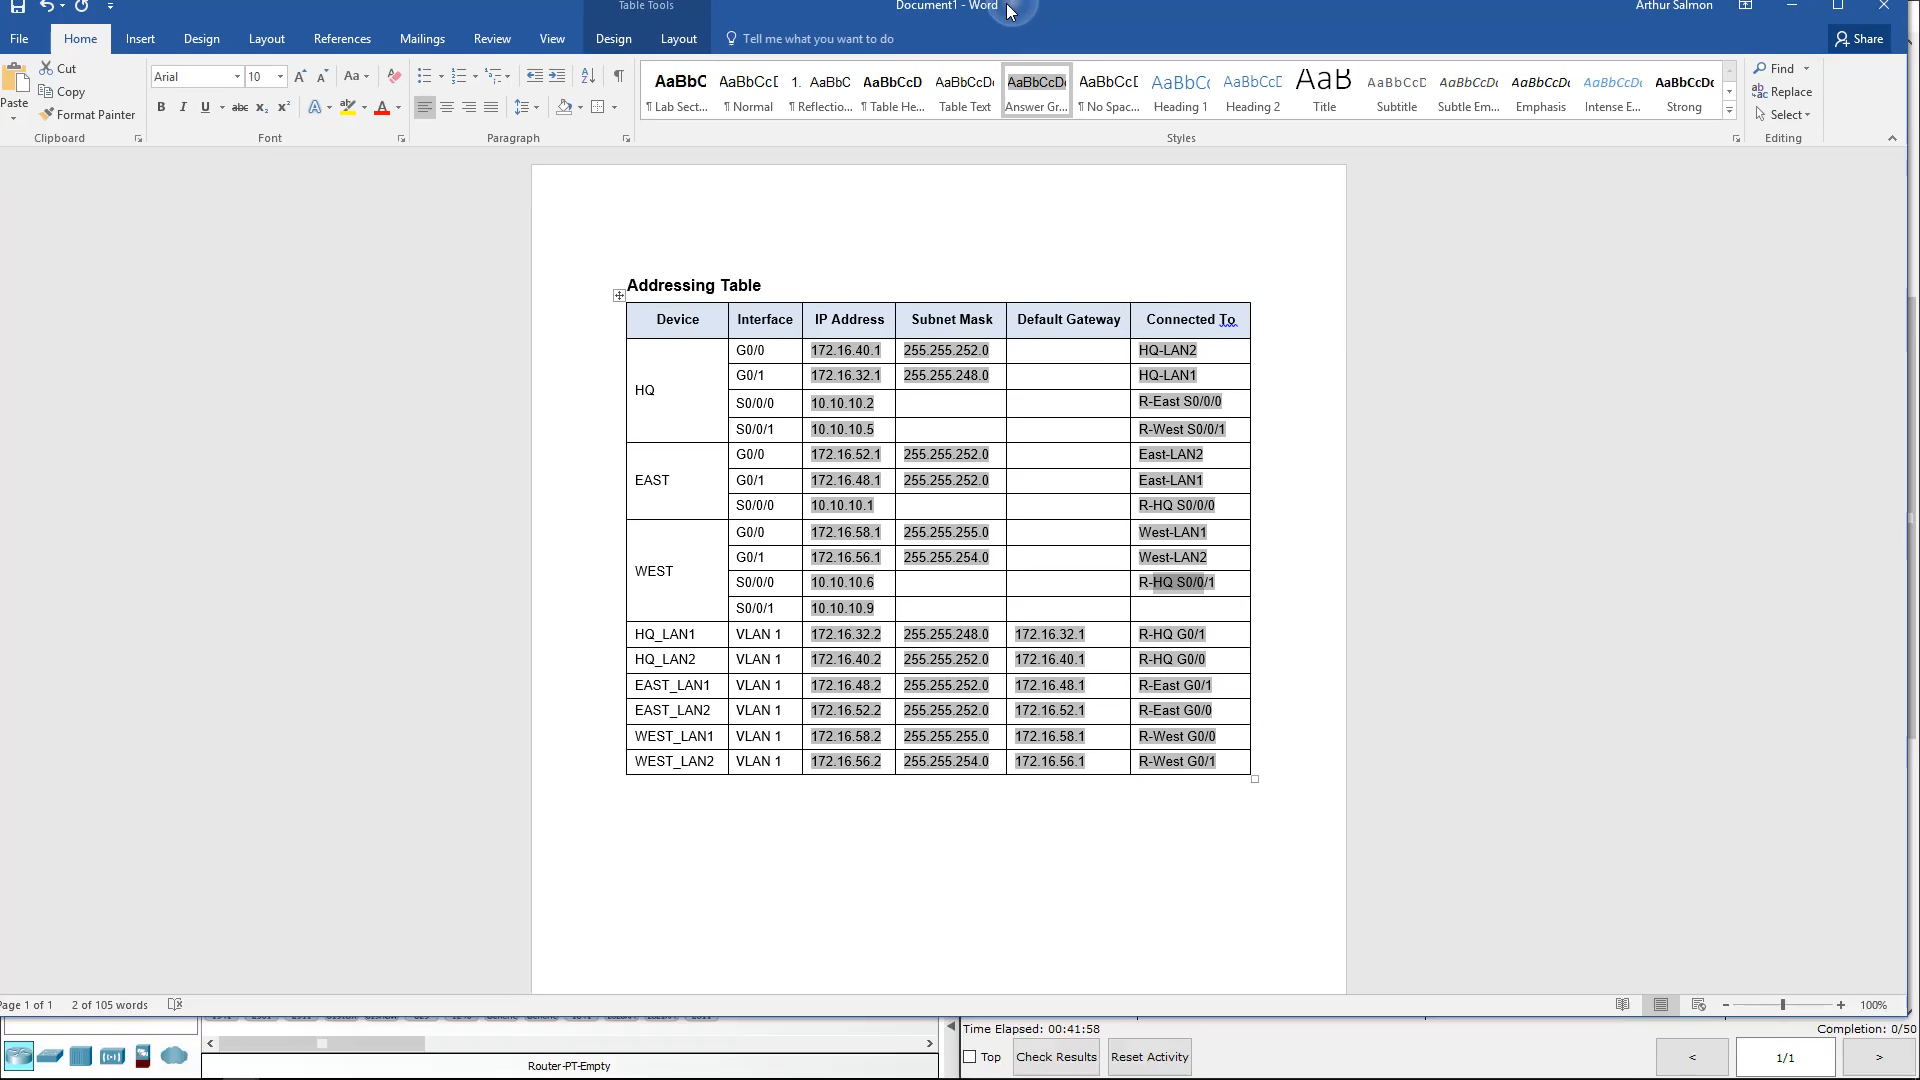 Table Tools
Document1 - Word
Arthur Salmon
File Home Insert Design Layout References Mailings Review View Design Layout Tell me what you want to do Share
Paste
Cut
Copy
Format Painter
Clipboard
Arial 10 Aa
B I U abc X₂ X² A A
Font
Paragraph
AaBbC AaBbCcD 1. AaBbC AaBbCcD AaBbCcDc AaBbCcDc AaBbCcD AaBbCc AaBbCcD AaB AaBbCcD AaBbCcDc AaBbCcDc AaBbCcDc AaBbCcDc
¶ Lab Sect... ¶ Normal ¶ Reflectio... ¶ Table He... Table Text Answer Gr... ¶ No Spac... Heading 1 Heading 2 Title Subtitle Subtle Em... Emphasis Intense E... Strong
Styles
Find
Replace
Select
Editing
Addressing Table
Device Interface IP Address Subnet Mask Default Gateway Connected To
HQ
G0/0 172.16.40.1 255.255.252.0 HQ-LAN2
G0/1 172.16.32.1 255.255.248.0 HQ-LAN1
S0/0/0 10.10.10.2 R-East S0/0/0
S0/0/1 10.10.10.5 R-West S0/0/1
EAST
G0/0 172.16.52.1 255.255.252.0 East-LAN2
G0/1 172.16.48.1 255.255.252.0 East-LAN1
S0/0/0 10.10.10.1 R-HQ S0/0/0
WEST
G0/0 172.16.58.1 255.255.255.0 West-LAN1
G0/1 172.16.56.1 255.255.254.0 West-LAN2
S0/0/0 10.10.10.6 R-HQ S0/0/1
S0/0/1 10.10.10.9
HQ_LAN1 VLAN 1 172.16.32.2 255.255.248.0 172.16.32.1 R-HQ G0/1
HQ_LAN2 VLAN 1 172.16.40.2 255.255.252.0 172.16.40.1 R-HQ G0/0
EAST_LAN1 VLAN 1 172.16.48.2 255.255.252.0 172.16.48.1 R-East G0/1
EAST_LAN2 VLAN 1 172.16.52.2 255.255.252.0 172.16.52.1 R-East G0/0
WEST_LAN1 VLAN 1 172.16.58.2 255.255.255.0 172.16.58.1 R-West G0/0
WEST_LAN2 VLAN 1 172.16.56.2 255.255.254.0 172.16.56.1 R-West G0/1
Page 1 of 1 2 of 105 words
100%
Time Elapsed: 00:41:58
Completion: 0/50
Top Check Results Reset Activity
< 1/1 >
Router-PT-Empty